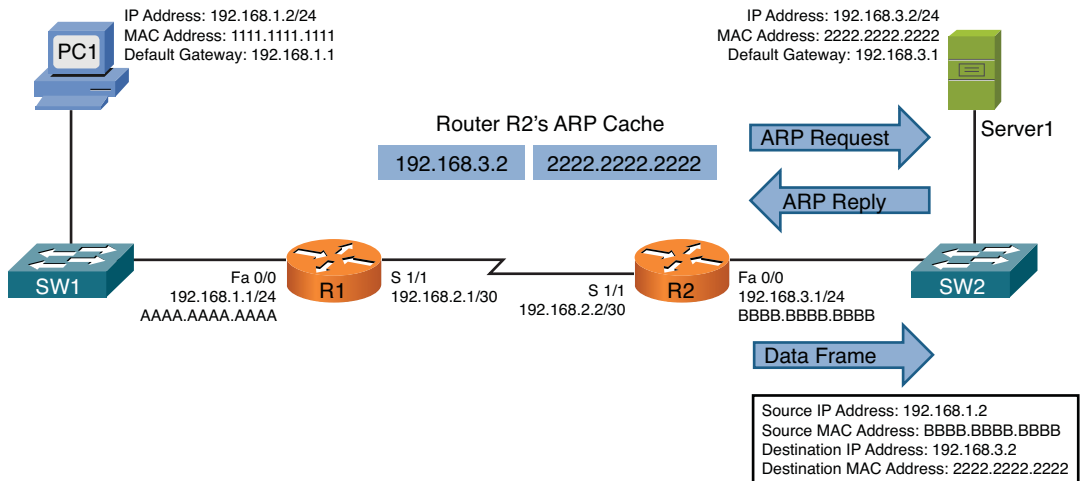 IP Address: 192.168.1.2/24
MAC Address: 1111.1111.1111
Default Gateway: 192.168.1.1
PC1
IP Address: 192.168.3.2/24
MAC Address: 2222.2222.2222
Default Gateway: 192.168.3.1
Server1
Router R2's ARP Cache
192.168.3.2
2222.2222.2222
ARP Request
ARP Reply
SW1
Fa 0/0
192.168.1.1/24
AAAA.AAAA.AAAA
R1
S 1/1
192.168.2.1/30
S 1/1
192.168.2.2/30
R2
Fa 0/0
192.168.3.1/24
BBBB.BBBB.BBBB
SW2
Data Frame
Source IP Address: 192.168.1.2
Source MAC Address: BBBB.BBBB.BBBB
Destination IP Address: 192.168.3.2
Destination MAC Address: 2222.2222.2222